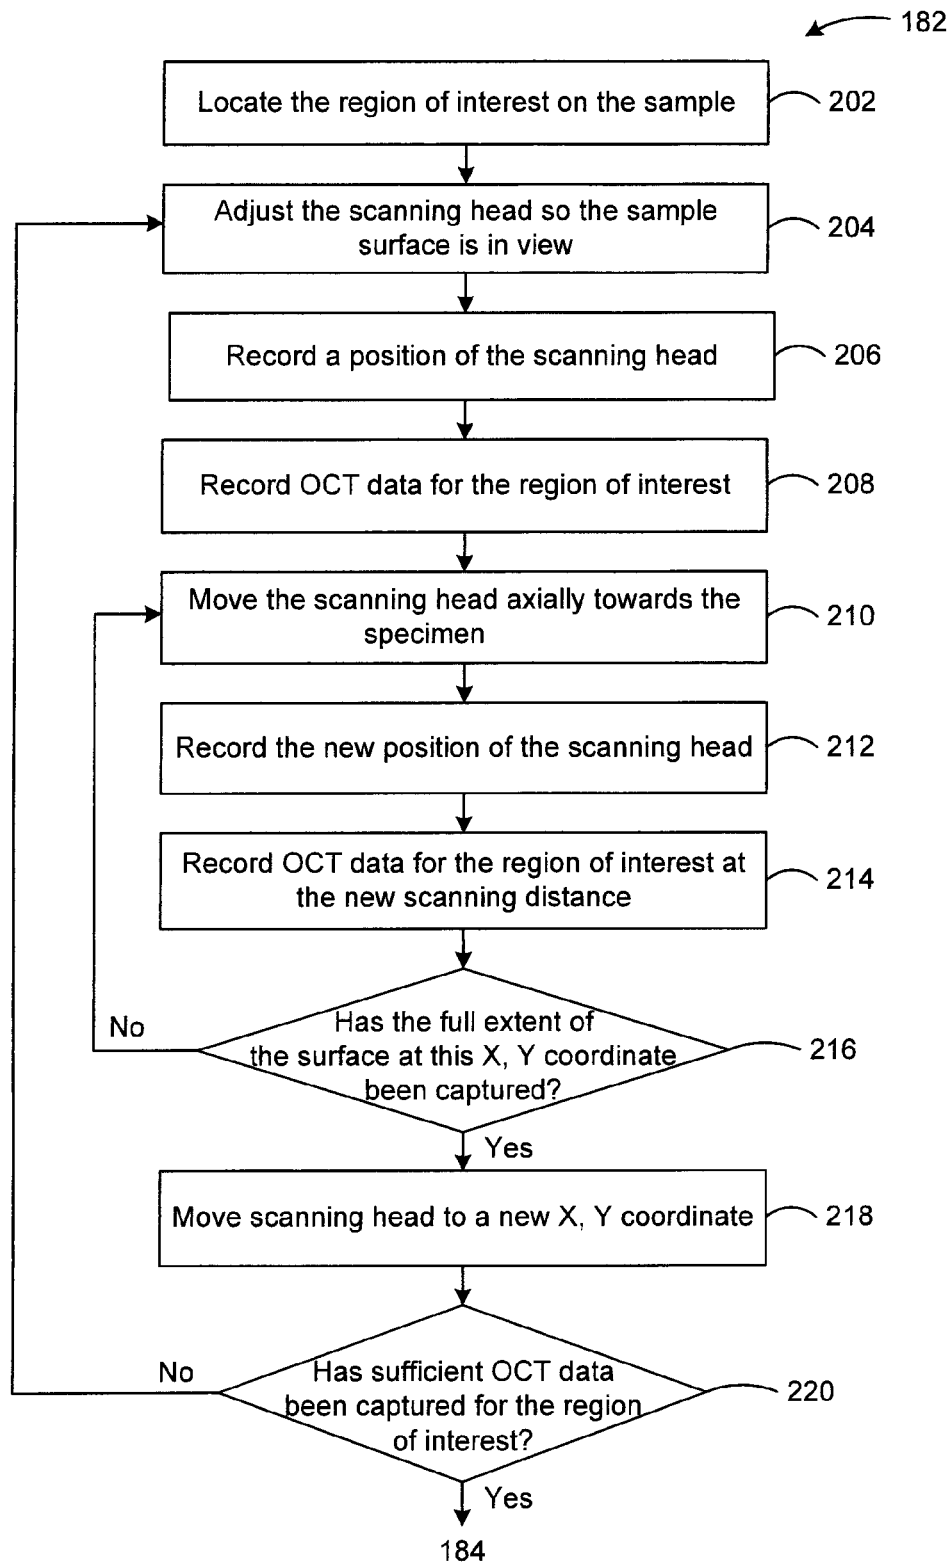 182
Locate the region of interest on the sample
202
Adjust the scanning head so the sample
surface is in view
204
Record a position of the scanning head
206
Record OCT data for the region of interest
208
Move the scanning head axially towards the
specimen
210
Record the new position of the scanning head
212
Record OCT data for the region of interest at
the new scanning distance
214
No
Has the full extent of
the surface at this X, Y coordinate
been captured?
216
Yes
Move scanning head to a new X, Y coordinate
218
No
Has sufficient OCT data
been captured for the region
of interest?
220
Yes
184